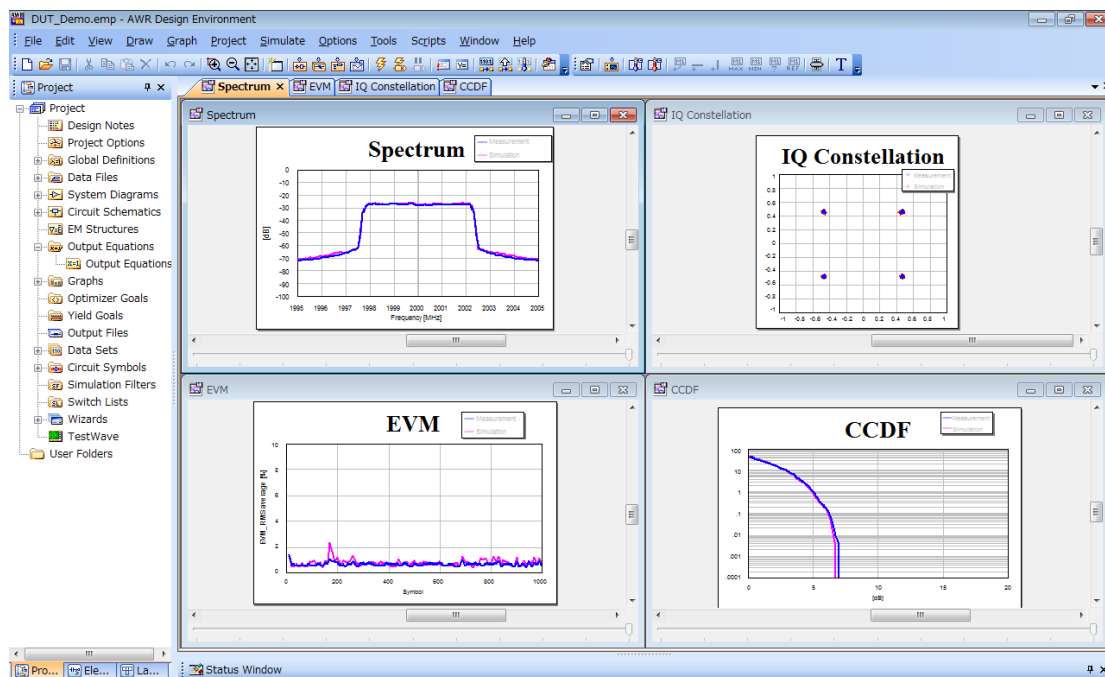 DUT_Demo.emp - AWR Design Environment
File Edit View Draw Graph Project Simulate Options Tools Scripts Window Help
Project
Spectrum EVM IQ Constellation CCDF
Project
Design Notes
Project Options
Global Definitions
Data Files
System Diagrams
Circuit Schematics
EM Structures
Output Equations
Output Equations
Graphs
Optimizer Goals
Yield Goals
Output Files
Data Sets
Circuit Symbols
Simulation Filters
Switch Lists
Wizards
TestWave
User Folders
Pro... Ele... La...
Spectrum
Spectrum
Measurement
Simulation
[dB]
0
-10
-20
-30
-40
-50
-60
-70
-80
-90
-100
1995 1996 1997 1998 1999 2000 2001 2002 2003 2004 2005
Frequency [MHz]
IQ Constellation
IQ Constellation
Measurement
Simulation
1
0.8
0.6
0.4
0.2
0
-0.2
-0.4
-0.6
-0.8
-1
-1 -0.8 -0.6 -0.4 -0.2 0 0.2 0.4 0.6 0.8 1
EVM
EVM
Measurement
Simulation
EVM_RMSaverage [%]
10
8
6
4
2
0
0 200 400 600 800 1000
Symbol
CCDF
CCDF
Measurement
Simulation
100
10
1
.1
.01
.001
.0001
0 5 10 15 20
[dB]
Status Window